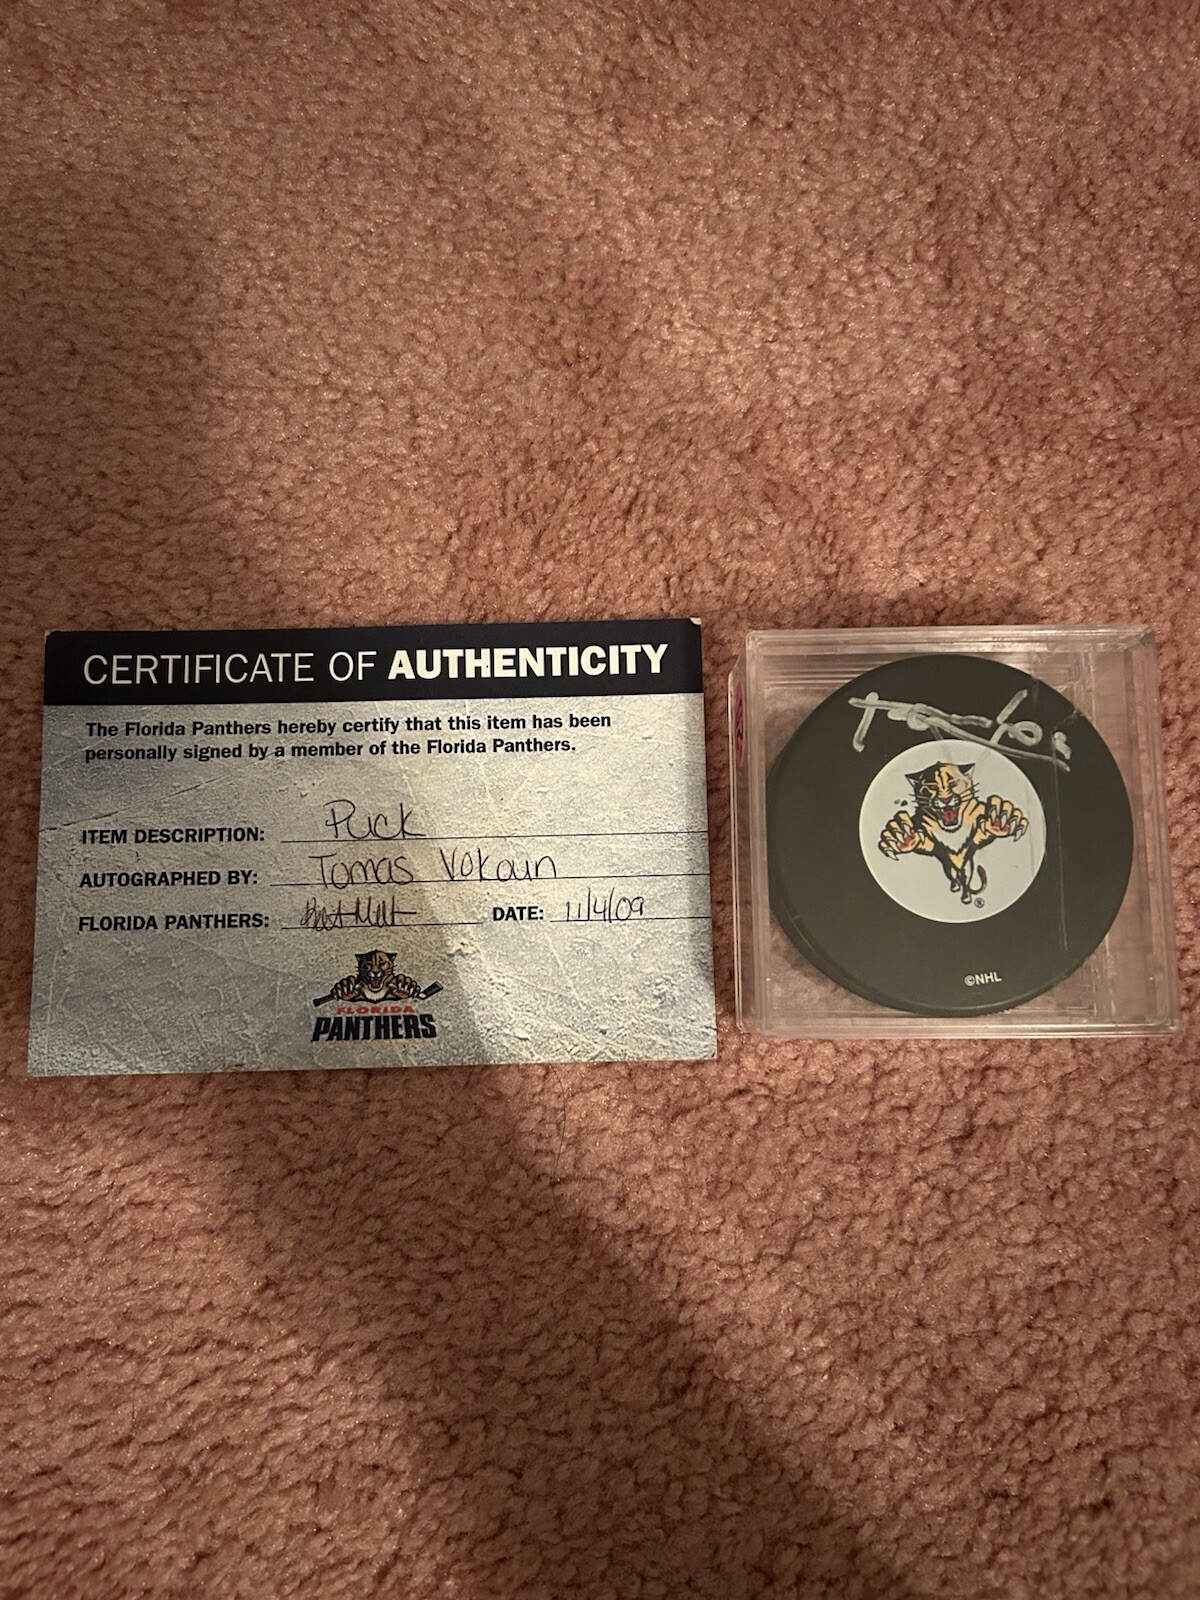 CERTIFICATE OF AUTHENTICITY
The Florida Panthers hereby certify that this item has been
personally signed by a member of the Florida Panthers.
ITEM DESCRIPTION: Puck
AUTOGRAPHED BY: Tomas Vokoun
FLORIDA PANTHERS: DATE: 11/4/09
FLORIDA
PANTHERS
®
©NHL